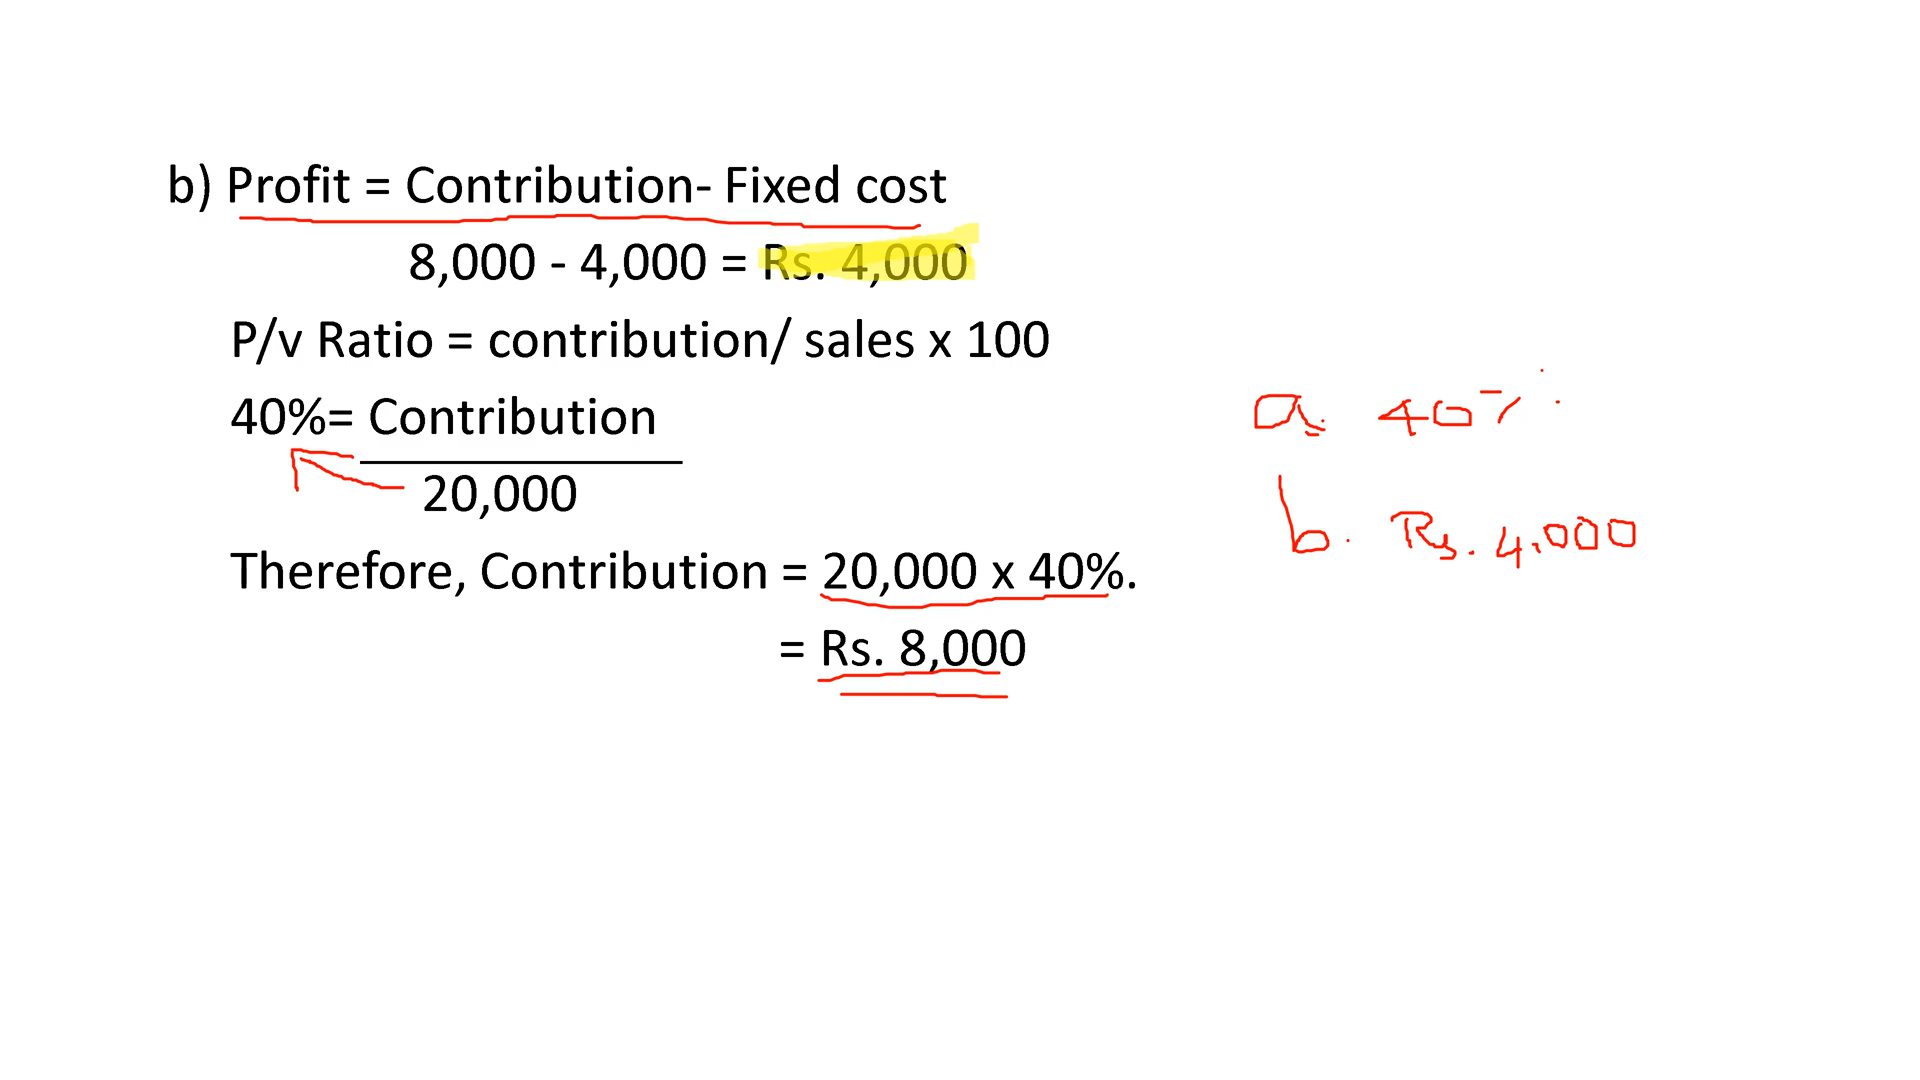 b) Profit = Contribution- Fixed cost
8,000 - 4,000 = Rs. 4,000
P/v Ratio = contribution/ sales x 100
40%= Contribution
20,000
Therefore, Contribution = 20,000 x 40%.
= Rs. 8,000
a. 40%
b. Rs. 4,000